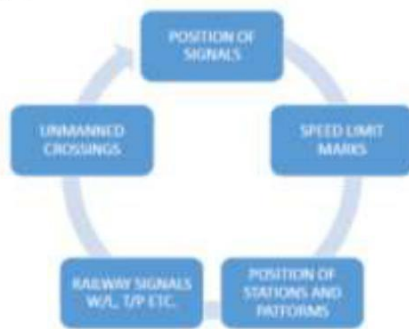 POSITION OF
SIGNALS
SPEED LIMIT
MARKS
POSITION OF
STATIONS AND
PATFORMS
RAILWAY SIGNALS
W/L, T/P ETC.
UNMANNED
CROSSINGS